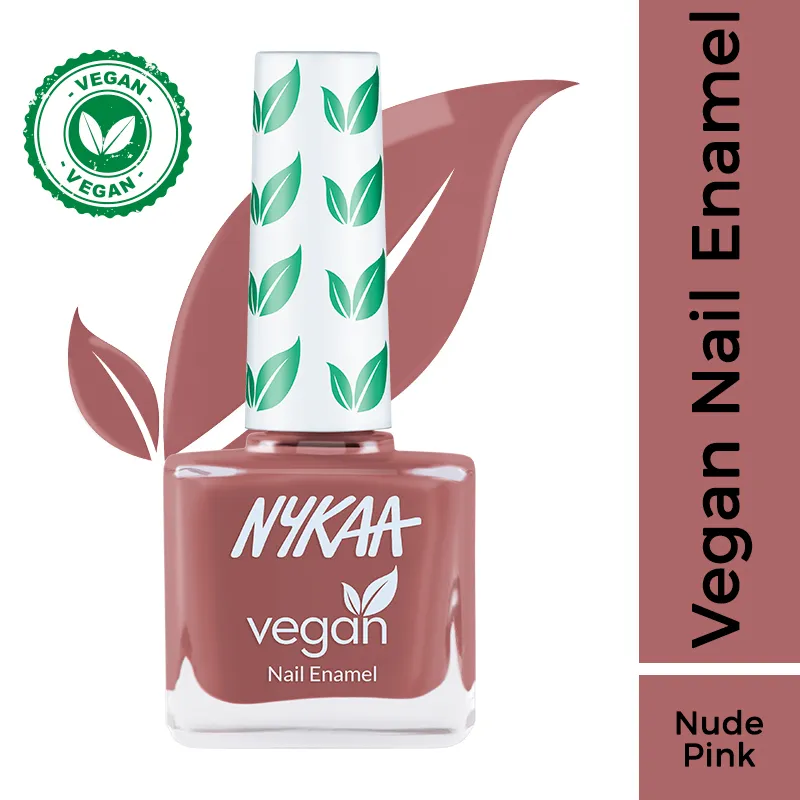 - VEGAN -
- VEGAN -
NYKAA
vegan
Nail Enamel
Vegan Nail Enamel
Nude
Pink